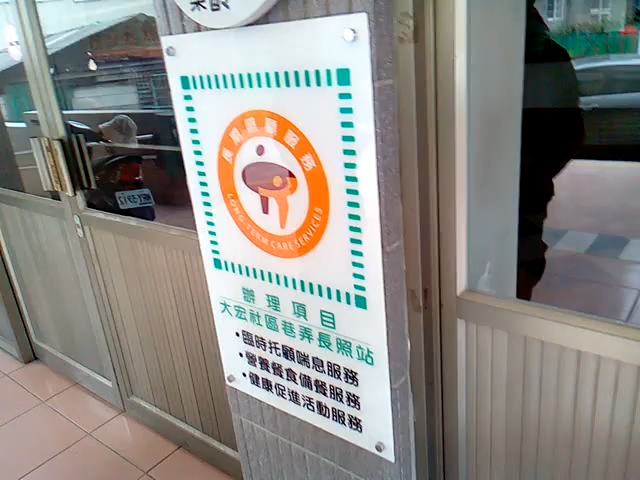 長期照顧服務
LONG-TERM CARE SERVICES
辦理項目
大宏社區巷弄長照站
•臨時托顧喘息服務
•營養餐食備餐服務
•健康促進活動服務